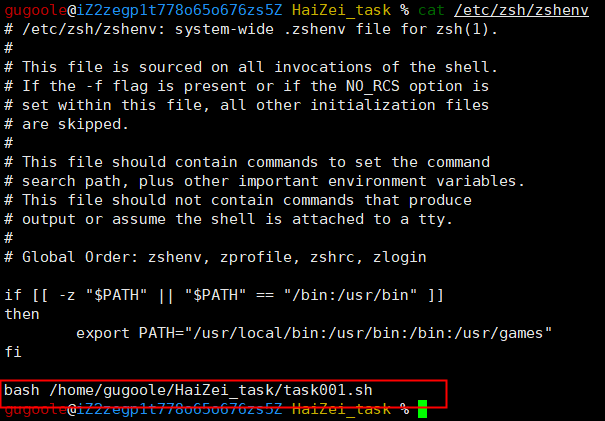 gugoole@iZ2zegp1t778o65o676zs5Z HaiZei_task % cat /etc/zsh/zshenv
# /etc/zsh/zshenv: system-wide .zshenv file for zsh(1).
#
# This file is sourced on all invocations of the shell.
# If the -f flag is present or if the NO_RCS option is
# set within this file, all other initialization files
# are skipped.
#
# This file should contain commands to set the command
# search path, plus other important environment variables.
# This file should not contain commands that produce
# output or assume the shell is attached to a tty.
#
# Global Order: zshenv, zprofile, zshrc, zlogin

if [[ -z "$PATH" || "$PATH" == "/bin:/usr/bin" ]]
then
        export PATH="/usr/local/bin:/usr/bin:/bin:/usr/games"
fi

bash /home/gugoole/HaiZei_task/task001.sh
gugoole@iZ2zegp1t778o65o676zs5Z HaiZei_task %